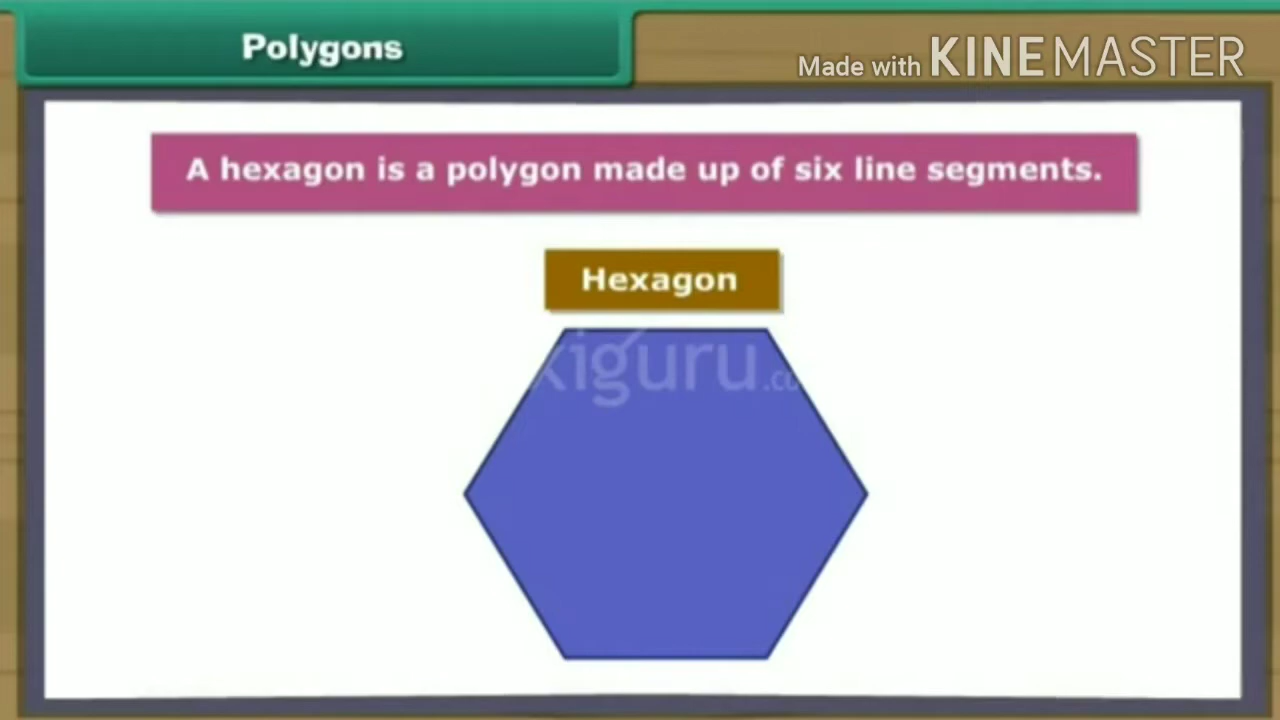 Polygons
Made with KINEMASTER
A hexagon is a polygon made up of six line segments.
Hexagon